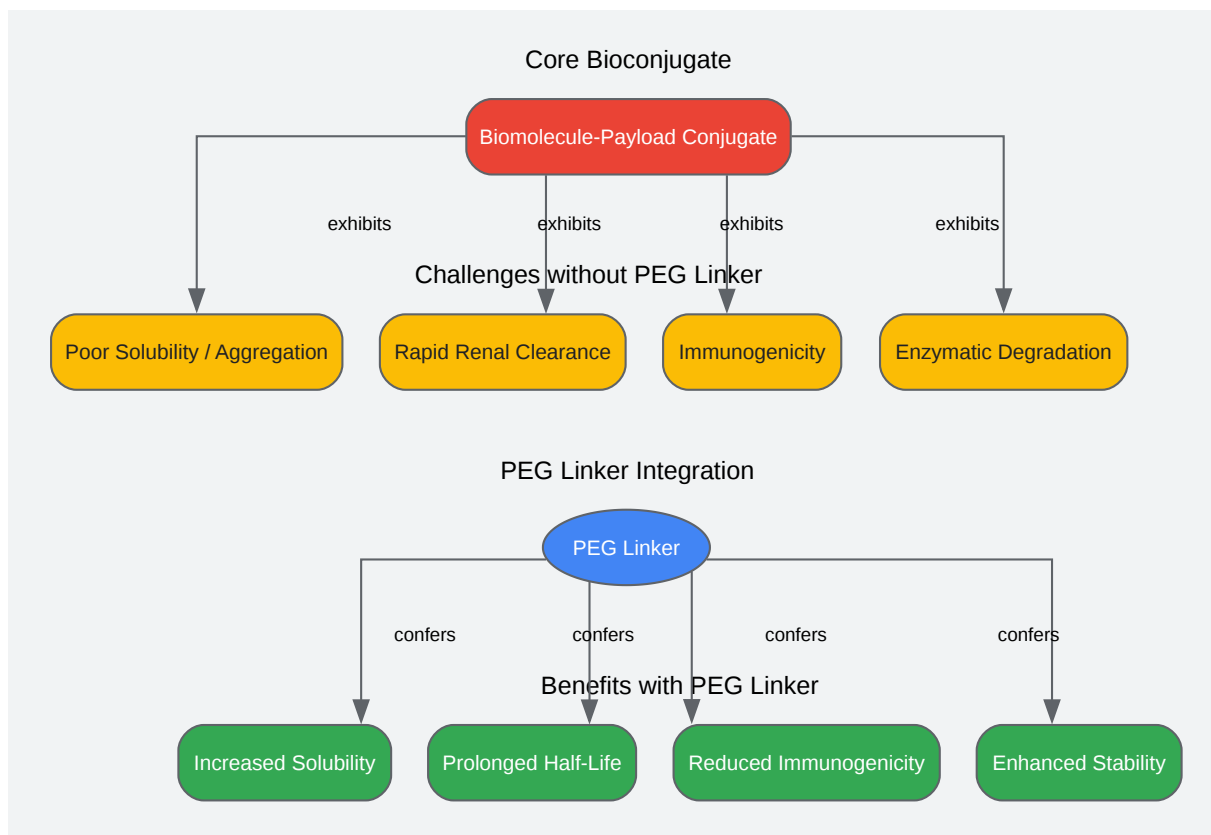 Core Bioconjugate
Biomolecule-Payload Conjugate
exhibits exhibits exhibits exhibits
Challenges without PEG Linker
Poor Solubility / Aggregation Rapid Renal Clearance Immunogenicity Enzymatic Degradation
PEG Linker Integration
PEG Linker
confers confers confers confers
Benefits with PEG Linker
Increased Solubility Prolonged Half-Life Reduced Immunogenicity Enhanced Stability